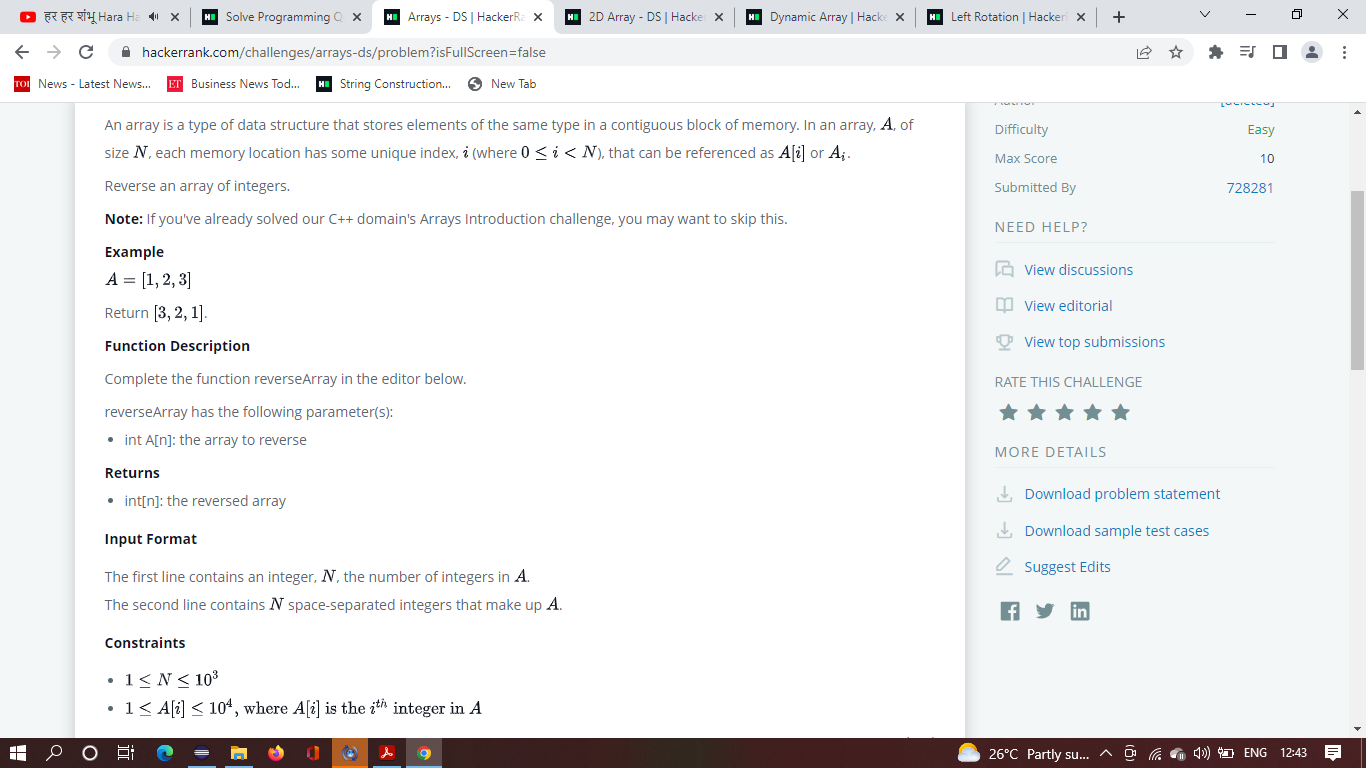 हर हर शंभू Hara Ha
Solve Programming Q
Arrays - DS | HackerRa
2D Array - DS | Hacker
Dynamic Array | Hacke
Left Rotation | Hacker
hackerrank.com/challenges/arrays-ds/problem?isFullScreen=false
TOI News - Latest News...
ET Business News Tod...
String Construction...
New Tab
An array is a type of data structure that stores elements of the same type in a contiguous block of memory. In an array, A, of
size N, each memory location has some unique index, i (where 0 ≤ i < N), that can be referenced as A[i] or Aᵢ.
Reverse an array of integers.
Note: If you've already solved our C++ domain's Arrays Introduction challenge, you may want to skip this.
Example
A = [1, 2, 3]
Return [3, 2, 1].
Function Description
Complete the function reverseArray in the editor below.
reverseArray has the following parameter(s):
• int A[n]: the array to reverse
Returns
• int[n]: the reversed array
Input Format
The first line contains an integer, N, the number of integers in A.
The second line contains N space-separated integers that make up A.
Constraints
• 1 ≤ N ≤ 10³
• 1 ≤ A[i] ≤ 10⁴, where A[i] is the iᵗʰ integer in A
Author [deleted]
Difficulty Easy
Max Score 10
Submitted By 728281
NEED HELP?
View discussions
View editorial
View top submissions
RATE THIS CHALLENGE
MORE DETAILS
Download problem statement
Download sample test cases
Suggest Edits
26°C Partly su... ENG 12:43